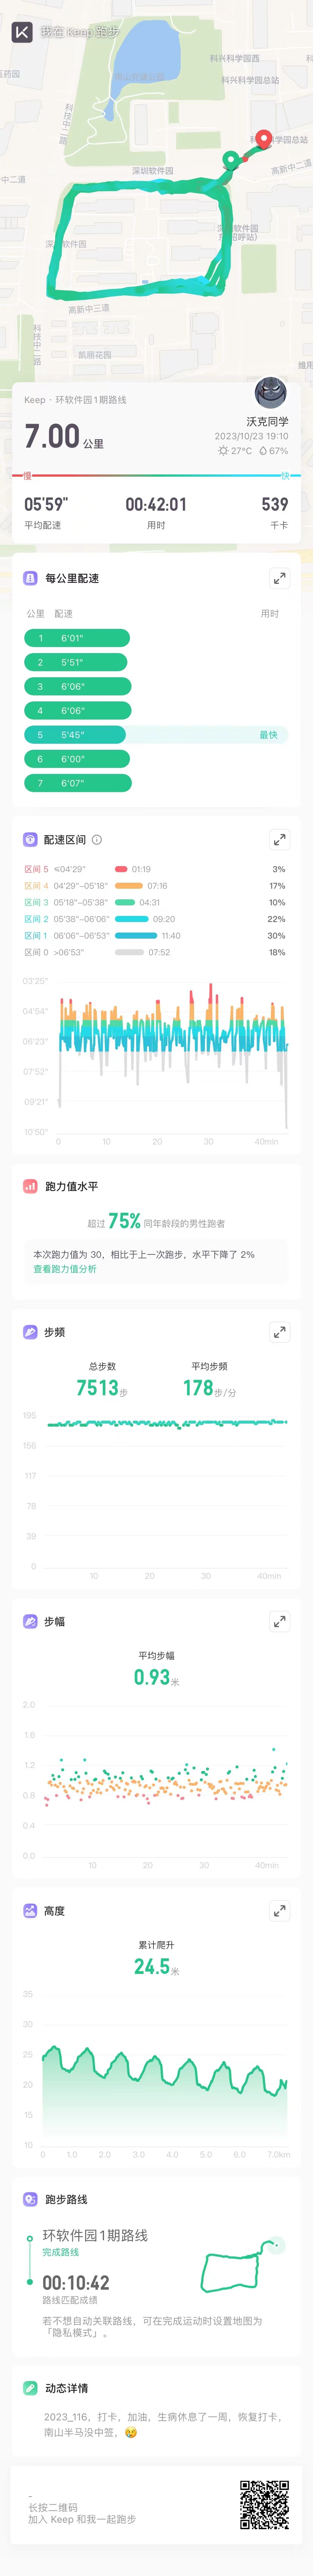 我在 Keep 跑步
科兴科学园西
科兴科学园总站
南山智园公园
科技中二路
深圳软件园
高新中二道
中二道
高新中三道
科技中二路
凯丽花园
Keep · 环软件园1期路线
沃克同学
7.00 公里
2023/10/23 19:10
27°C 67%
慢 快
05'59" 00:42:01 539
平均配速 用时 千卡
每公里配速
公里 配速 用时
1 6'01"
2 5'51"
3 6'06"
4 6'06"
5 5'45" 最快
6 6'00"
7 6'07"
配速区间
区间 5 ≤04'29" 01:19 3%
区间 4 04'29"-05'18" 07:16 17%
区间 3 05'18"-05'38" 04:31 10%
区间 2 05'38"-06'06" 09:20 22%
区间 1 06'06"-06'53" 11:40 30%
区间 0 >06'53" 07:52 18%
03'25"
04'54"
06'23"
07'52"
09'21"
10'50"
0 10 20 30 40min
跑力值水平
超过 75% 同年龄段的男性跑者
本次跑力值为 30，相比于上一次跑步，水平下降了 2%
查看跑力值分析
步频
总步数 平均步频
7513步 178步/分
195
156
117
78
39
0
10 20 30 40min
步幅
平均步幅
0.93米
2.0
1.6
1.2
0.8
0.4
0.0
10 20 30 40min
高度
累计爬升
24.5米
35
30
25
20
15
10
0 1.0 2.0 3.0 4.0 5.0 6.0 7.0km
跑步路线
环软件园1期路线
完成路线
00:10:42
路线匹配成绩
若不想自动关联路线，可在完成运动时设置地图为
「隐私模式」。
动态详情
2023_116，打卡，加油，生病休息了一周，恢复打卡，
南山半马没中签，😢
-
长按二维码
加入 Keep 和我一起跑步